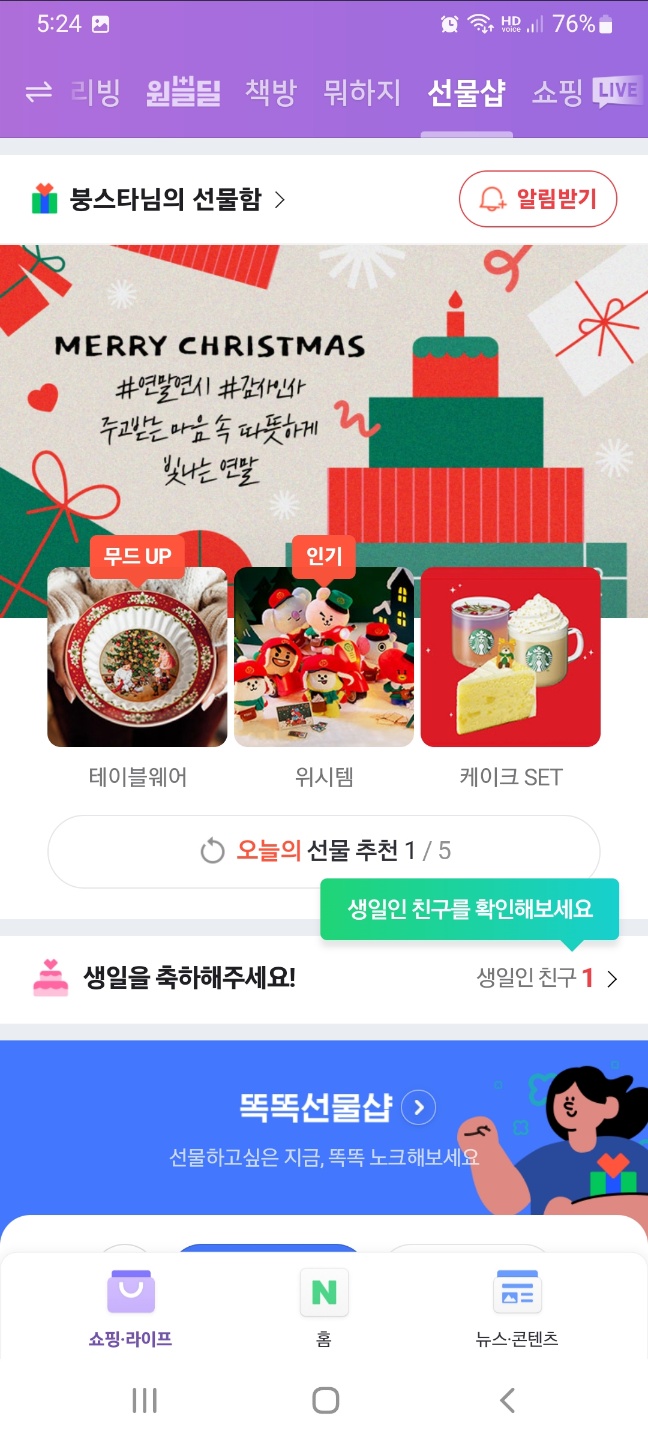 5:24
HD voice 76%
리빙 원쁠딜 책방 뭐하지 선물샵 쇼핑 LIVE
붕스타님의 선물함
알림받기
MERRY CHRISTMAS
#연말연시 #감사인사
주고받는 마음 속 따뜻하게
빛나는 연말
무드 UP
인기
테이블웨어
위시템
케이크 SET
오늘의 선물 추천 1 / 5
생일인 친구를 확인해보세요
생일을 축하해주세요!
생일인 친구 1
똑똑선물샵
선물하고싶은 지금, 똑똑 노크해보세요
N
쇼핑·라이프
홈
뉴스·콘텐츠